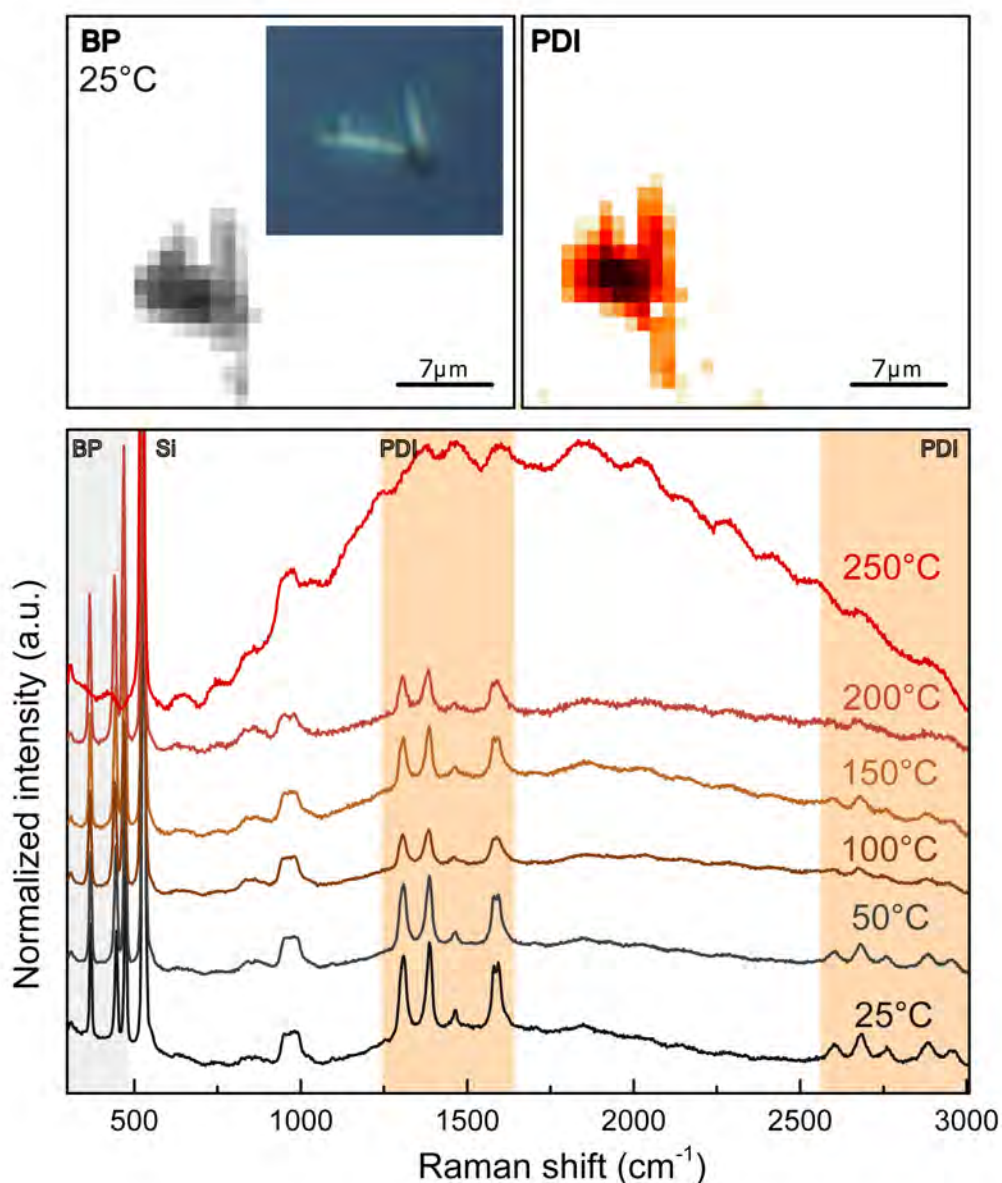 BP
25°C
7μm
PDI
7μm
BP
Si
PDI
PDI
250°C
200°C
150°C
100°C
50°C
25°C
Normalized intensity (a.u.)
500 1000 1500 2000 2500 3000
Raman shift (cm⁻¹)